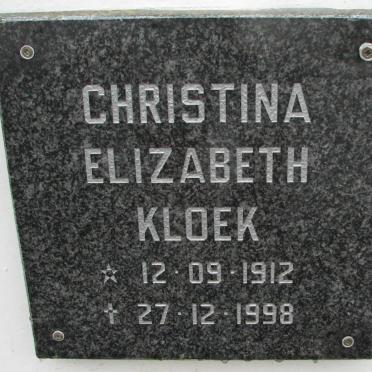 CHRISTINA
ELIZABETH
KLOEK
☆ 12·09·1912
† 27·12·1998